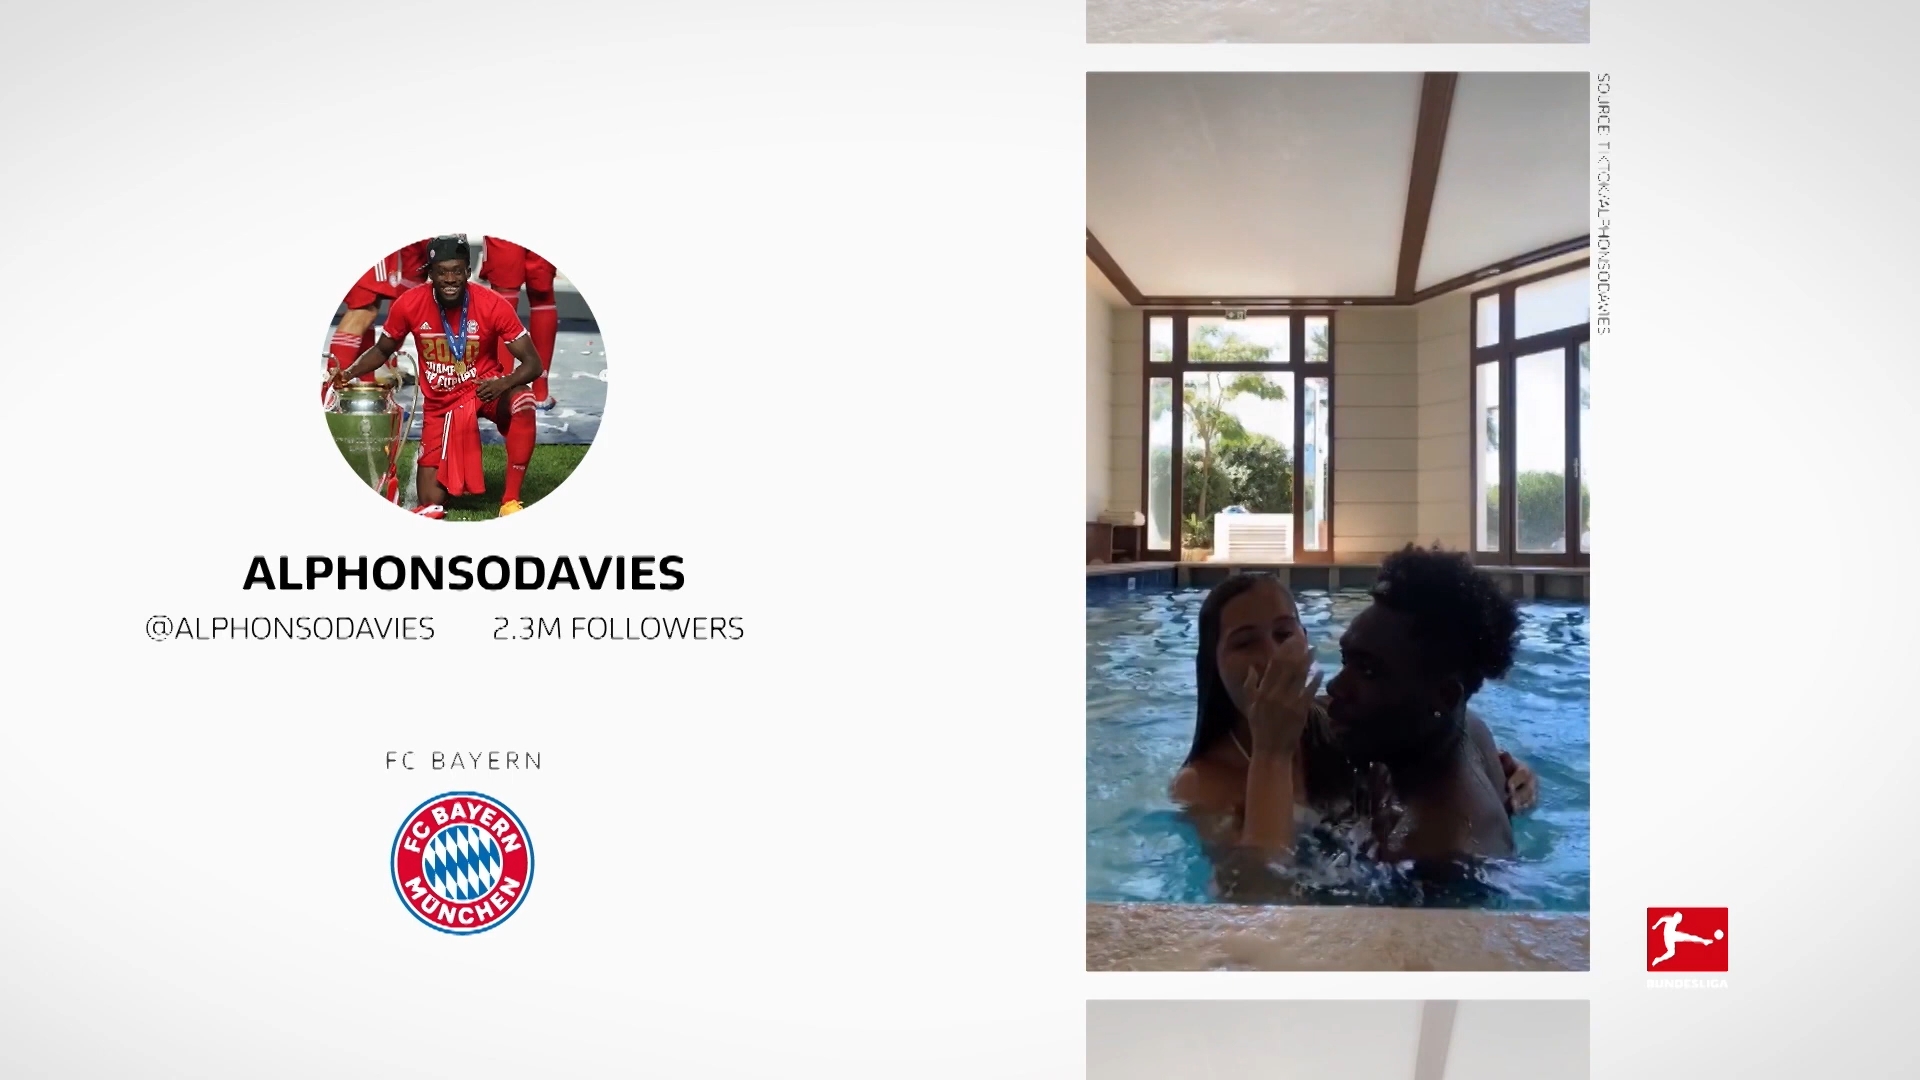 ALPHONSODAVIES
@ALPHONSODAVIES 2.3M FOLLOWERS
FC BAYERN
FC BAYERN
MÜNCHEN
SOURCE: TIKTOK/ALPHONSODAVIES
BUNDESLIGA